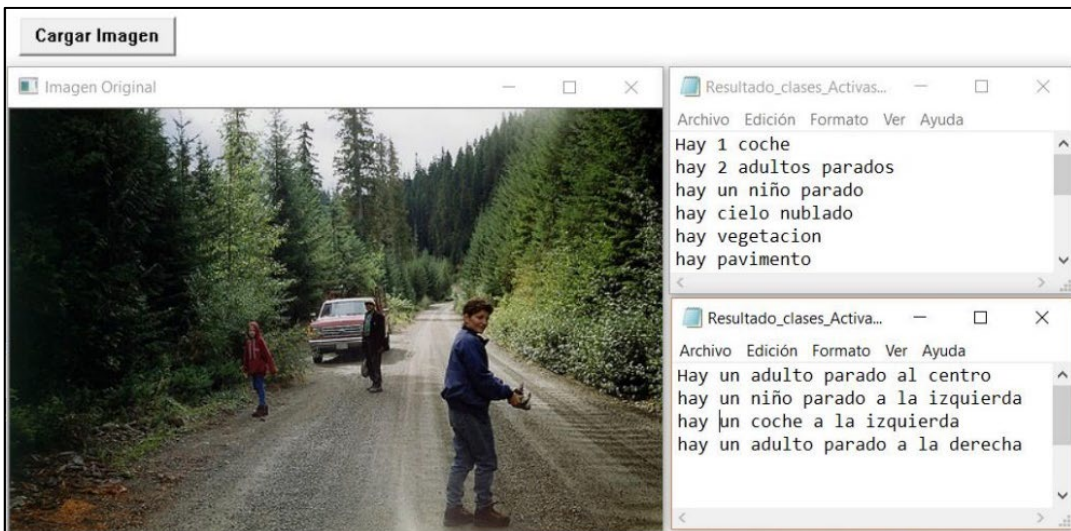 Cargar Imagen
Imagen Original
Resultado_clases_Activas...
Archivo Edición Formato Ver Ayuda
Hay 1 coche
hay 2 adultos parados
hay un niño parado
hay cielo nublado
hay vegetacion
hay pavimento
Resultado_clases_Activa...
Archivo Edición Formato Ver Ayuda
Hay un adulto parado al centro
hay un niño parado a la izquierda
hay un coche a la izquierda
hay un adulto parado a la derecha